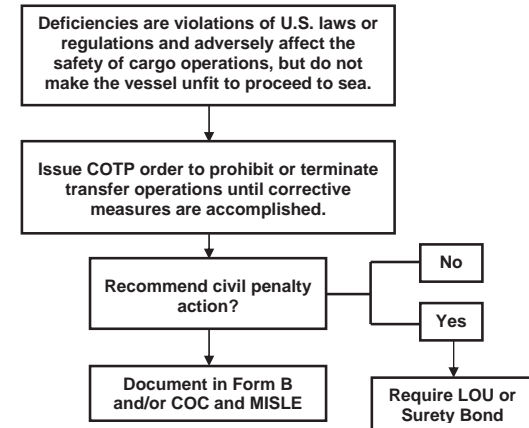 Deficiencies are violations of U.S. laws or
regulations and adversely affect the
safety of cargo operations, but do not
make the vessel unfit to proceed to sea.
Issue COTP order to prohibit or terminate
transfer operations until corrective
measures are accomplished.
Recommend civil penalty
action?
No
Yes
Document in Form B
and/or COC and MISLE
Require LOU or
Surety Bond